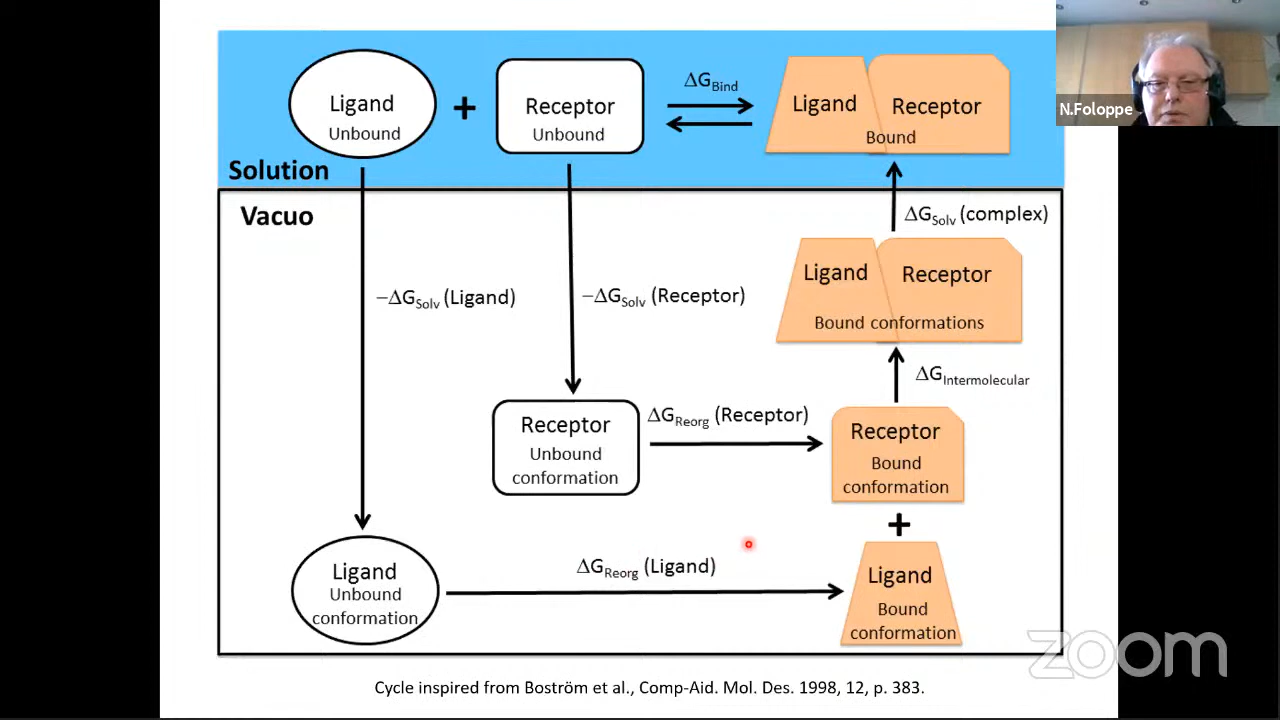 Ligand
Unbound
+
Receptor
Unbound
ΔGBind
Ligand Receptor
Bound
N.Foloppe
Solution
Vacuo
ΔGSolv (complex)
Ligand Receptor
Bound conformations
−ΔGSolv (Ligand)
−ΔGSolv (Receptor)
ΔGIntermolecular
Receptor
Unbound
conformation
ΔGReorg (Receptor)
Receptor
Bound
conformation
+
Ligand
Unbound
conformation
ΔGReorg (Ligand)
Ligand
Bound
conformation
zoom
Cycle inspired from Boström et al., Comp-Aid. Mol. Des. 1998, 12, p. 383.